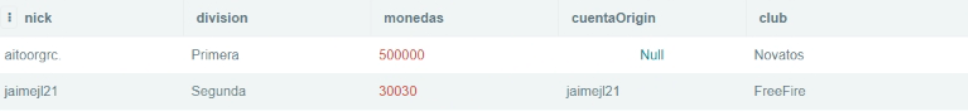 nick division monedas cuentaOrigin club
aitoorgrc. Primera 500000 Null Novatos
jaimejl21 Segunda 30030 jaimejl21 FreeFire